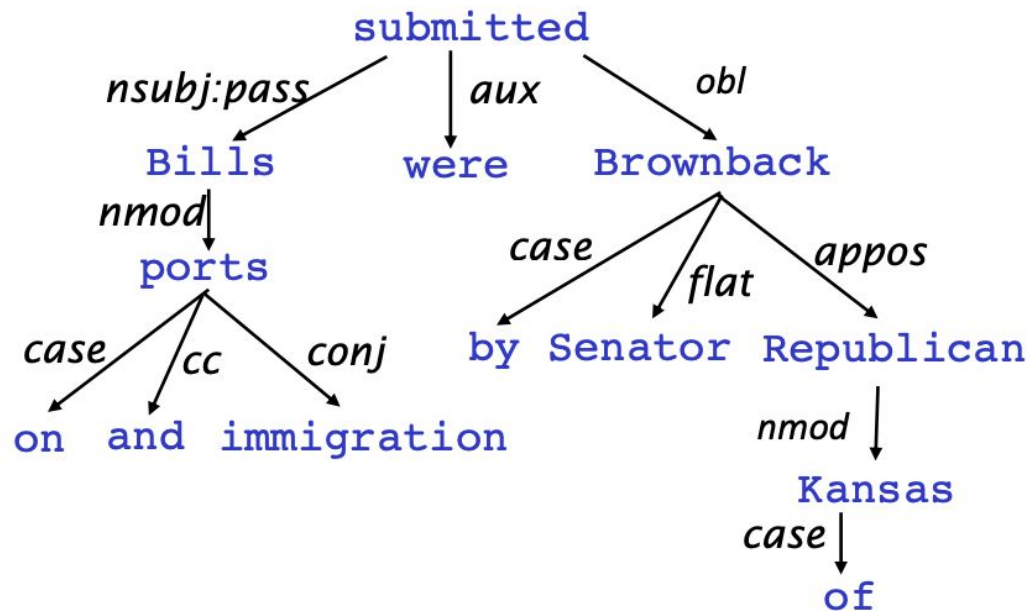 submitted
nsubj:pass aux obl
Bills were Brownback
nmod case flat appos
ports
case cc conj by Senator Republican
on and immigration nmod
Kansas
case
of